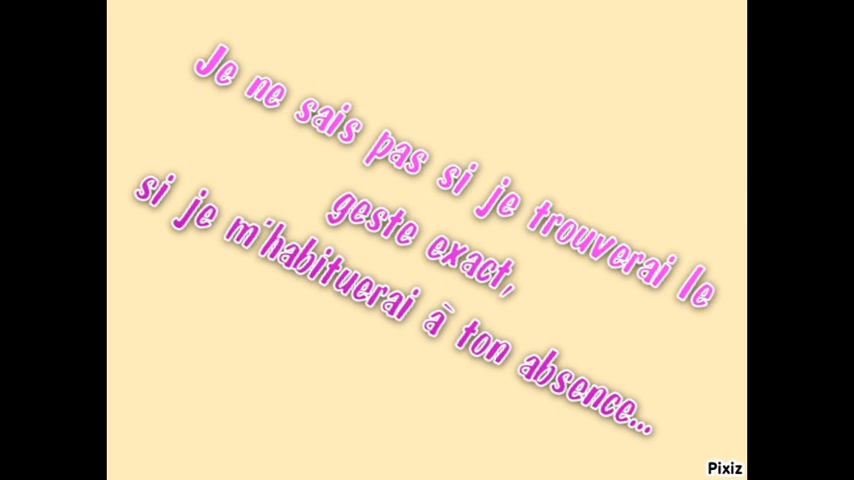 Je ne sais pas si je trouverai le
geste exact,
si je m'habituerai à ton absence...
Pixiz